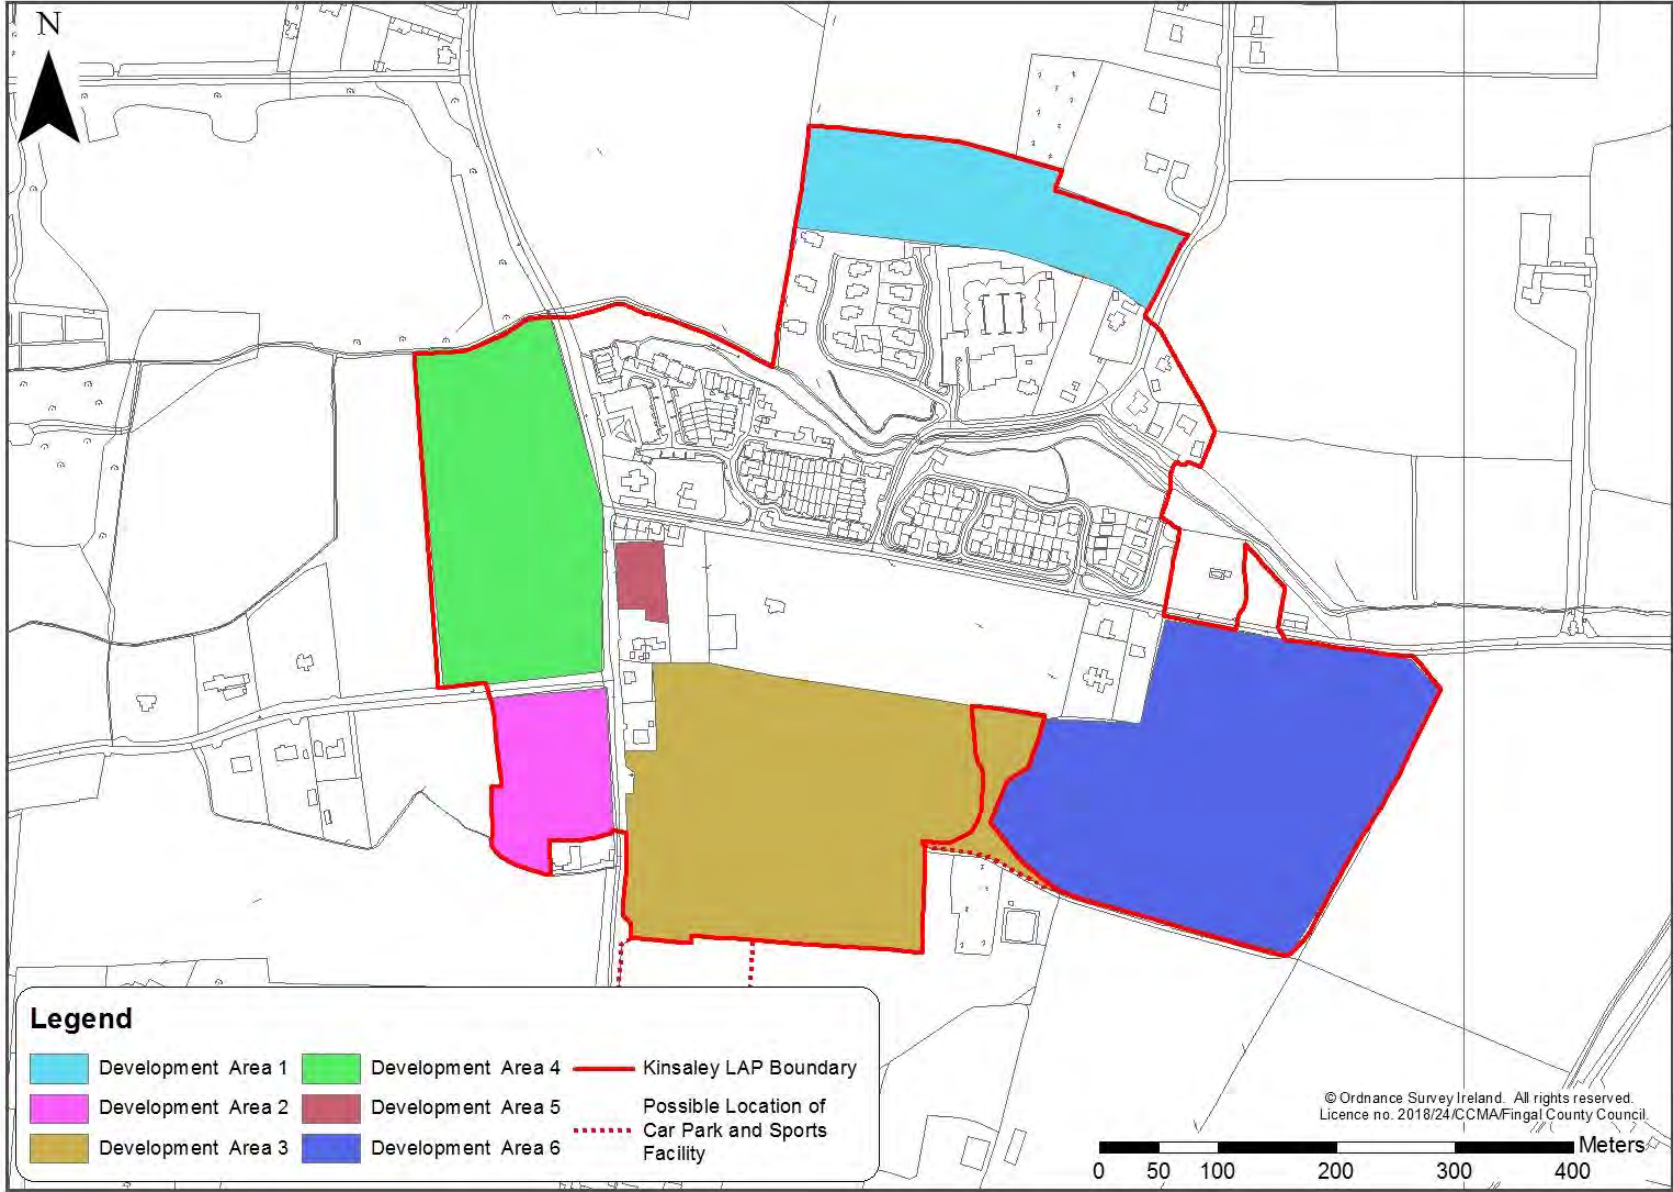 N
Legend
Development Area 1
Development Area 2
Development Area 3
Development Area 4
Development Area 5
Development Area 6
Kinsaley LAP Boundary
Possible Location of
Car Park and Sports
Facility
© Ordnance Survey Ireland. All rights reserved.
Licence no. 2018/24/CCMA/Fingal County Council.
Meters
0 50 100 200 300 400